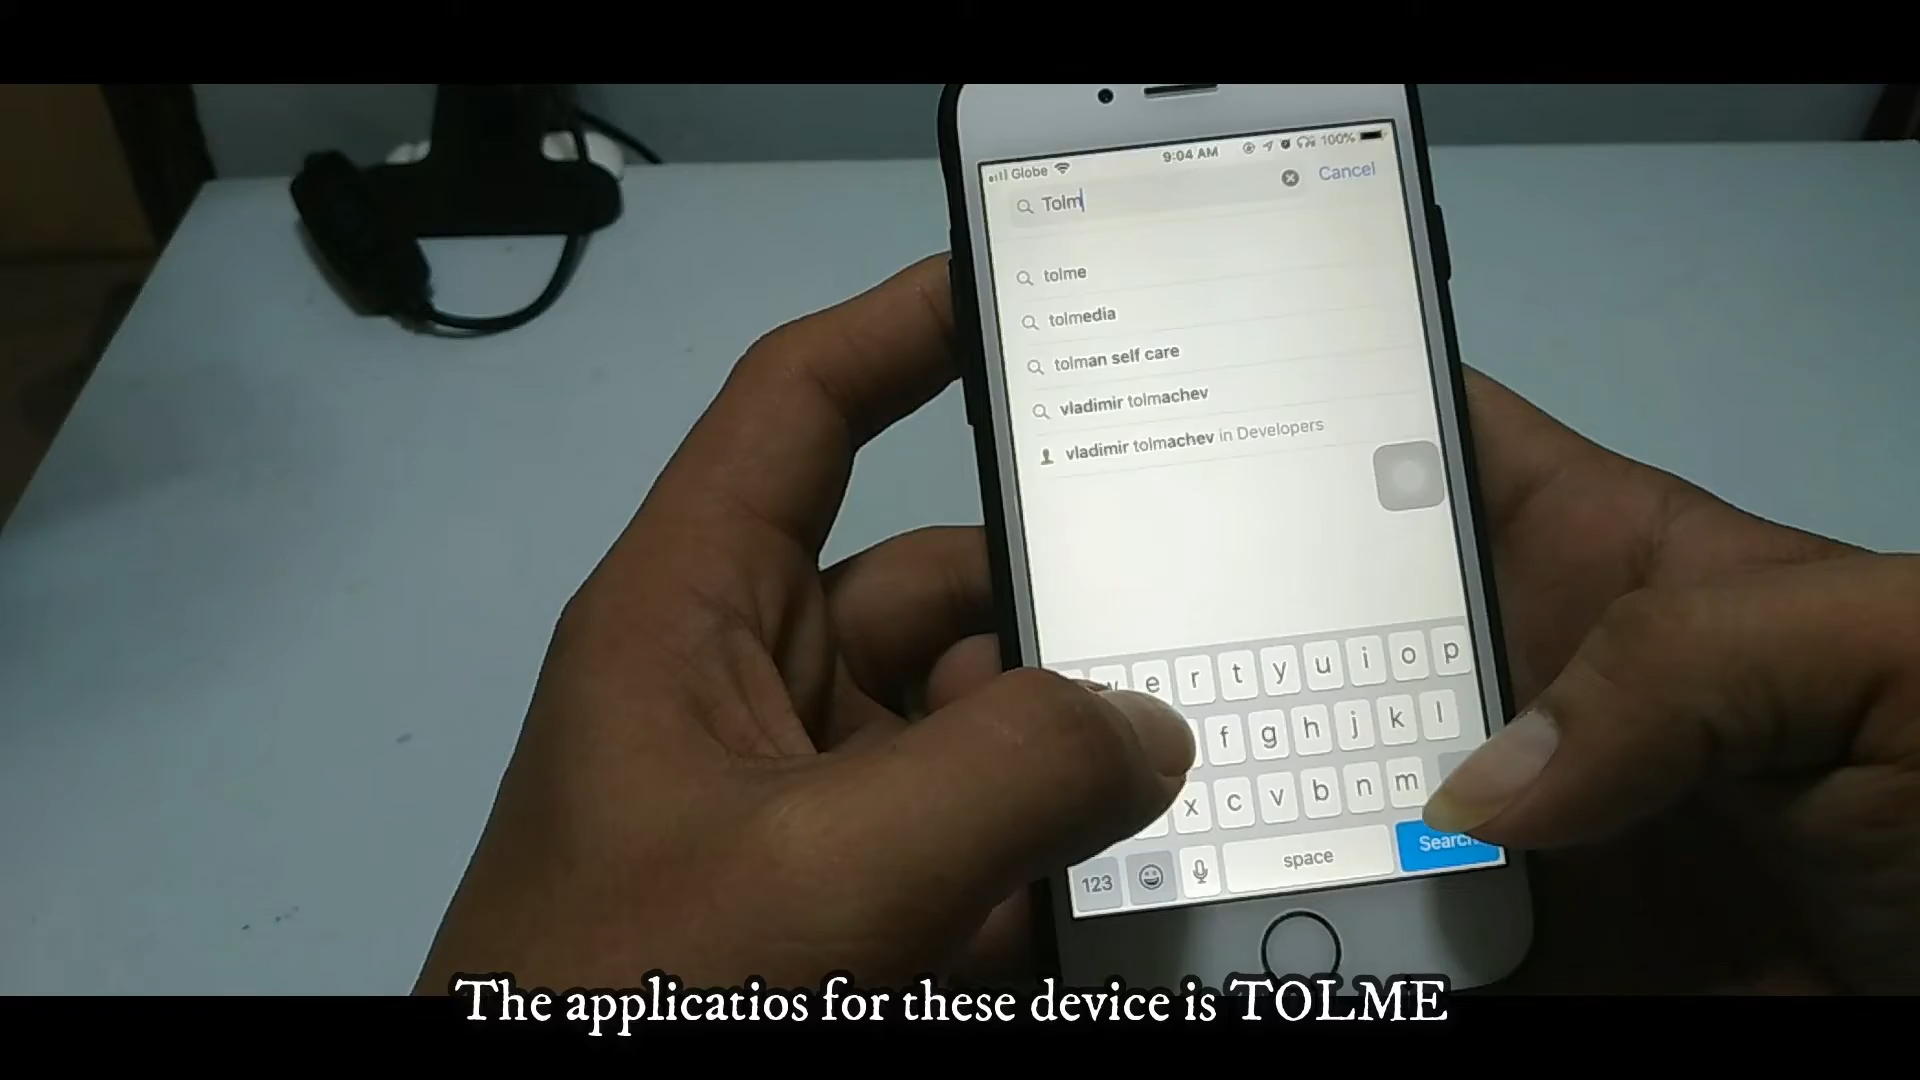 Globe 9:04 AM 100%
Tolm Cancel
tolme
tolmedia
tolman self care
vladimir tolmachev
vladimir tolmachev in Developers
e r t y u i o p
f g h j k l
x c v b n m
123 space Search
The applicatios for these device is TOLME